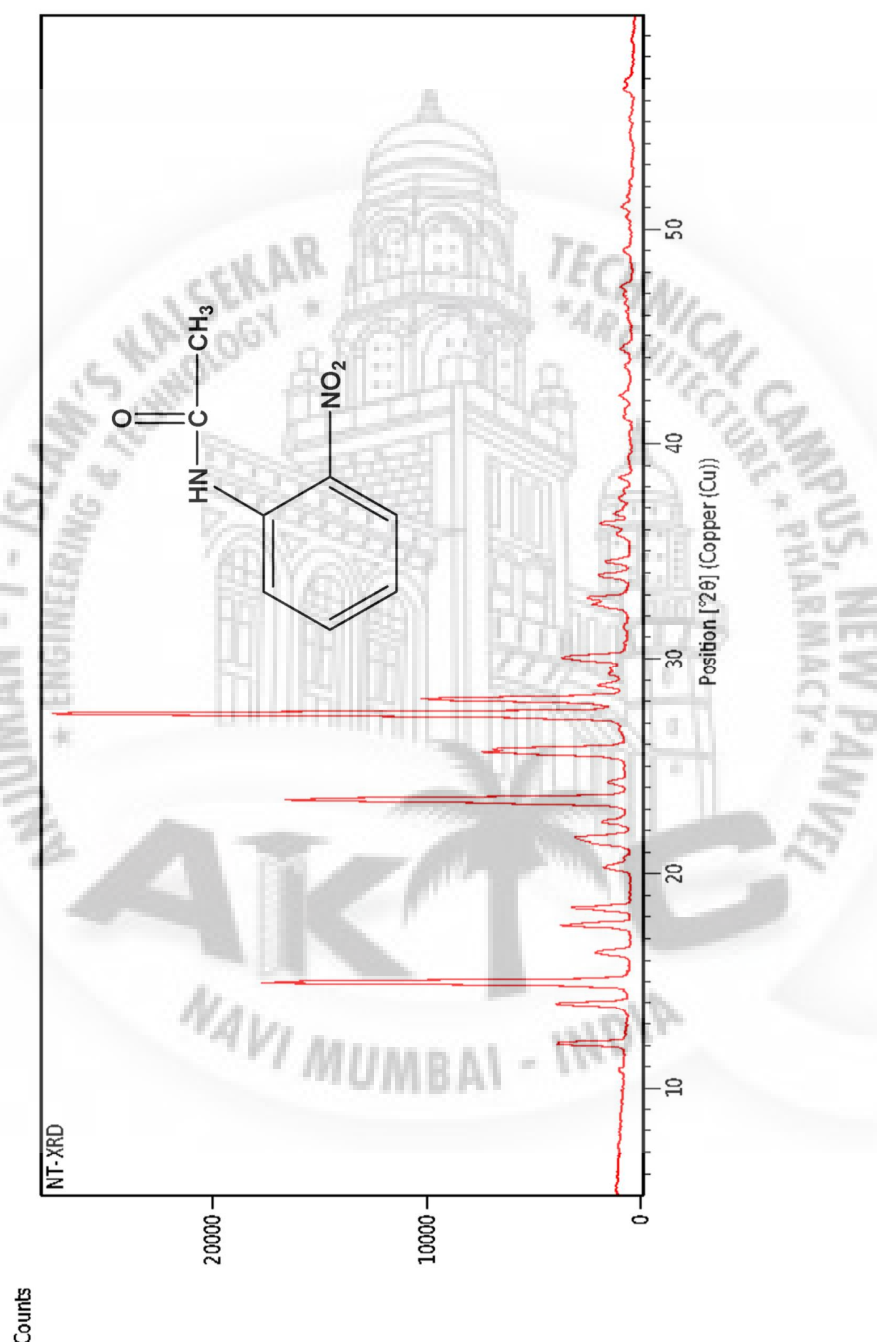 Counts
NT-XRD
20000
10000
0
O
HN
C
CH3
NO2
10
20
30
40
50
Position [°2θ] (Copper (Cu))
ANJUMAN - I - ISLAM'S KALSEKAR TECHNICAL CAMPUS, NEW PANVEL
* ENGINEERING & TECHNOLOGY * * ARCHITECTURE * PHARMACY *
AKTC
NAVI MUMBAI - INDIA